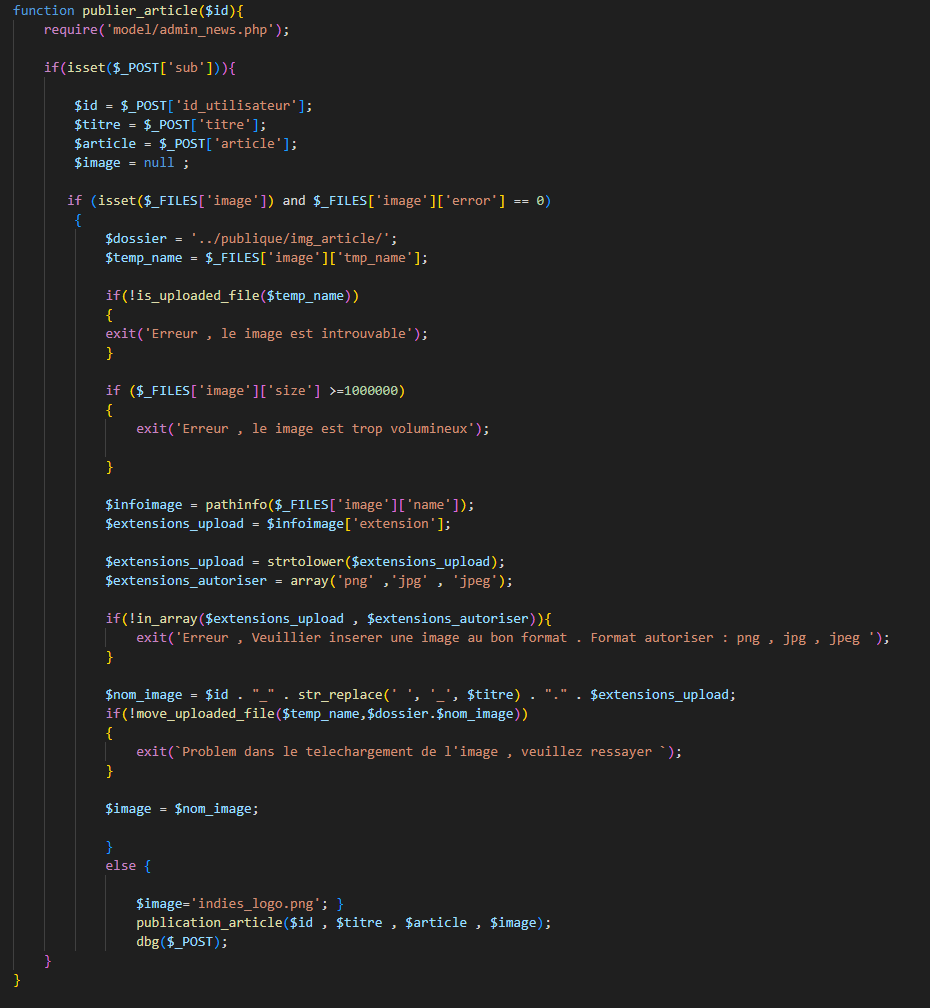 function publier_article($id){
require('model/admin_news.php');
if(isset($_POST['sub'])){
$id = $_POST['id_utilisateur'];
$titre = $_POST['titre'];
$article = $_POST['article'];
$image = null ;
if (isset($_FILES['image']) and $_FILES['image']['error'] == 0)
{
$dossier = '../publique/img_article/';
$temp_name = $_FILES['image']['tmp_name'];
if(!is_uploaded_file($temp_name))
{
exit('Erreur , le image est introuvable');
}
if ($_FILES['image']['size'] >=1000000)
{
exit('Erreur , le image est trop volumineux');
}
$infoimage = pathinfo($_FILES['image']['name']);
$extensions_upload = $infoimage['extension'];
$extensions_upload = strtolower($extensions_upload);
$extensions_autoriser = array('png' ,'jpg' , 'jpeg');
if(!in_array($extensions_upload , $extensions_autoriser)){
exit('Erreur , Veuillier inserer une image au bon format . Format autoriser : png , jpg , jpeg ');
}
$nom_image = $id . "_" . str_replace(' ', '_', $titre) . "." . $extensions_upload;
if(!move_uploaded_file($temp_name,$dossier.$nom_image))
{
exit(`Problem dans le telechargement de l'image , veuillez ressayer `);
}
$image = $nom_image;
}
else {
$image='indies_logo.png'; }
publication_article($id , $titre , $article , $image);
dbg($_POST);
}
}